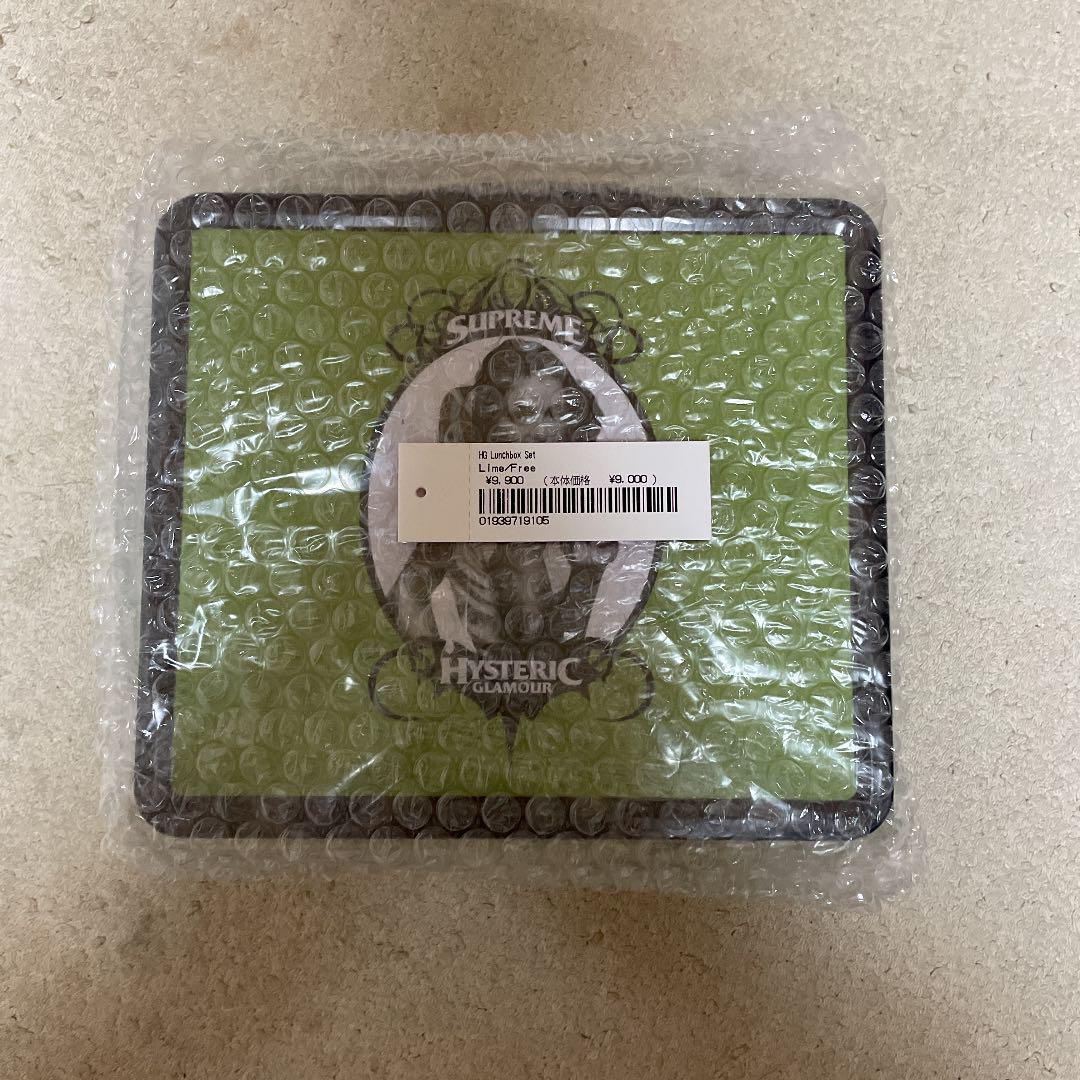 SUPREME
HG Lunchbox Set
Lime/Free
¥9,900 (本体価格 ¥9,000)
01939719105
HYSTERIC
GLAMOUR